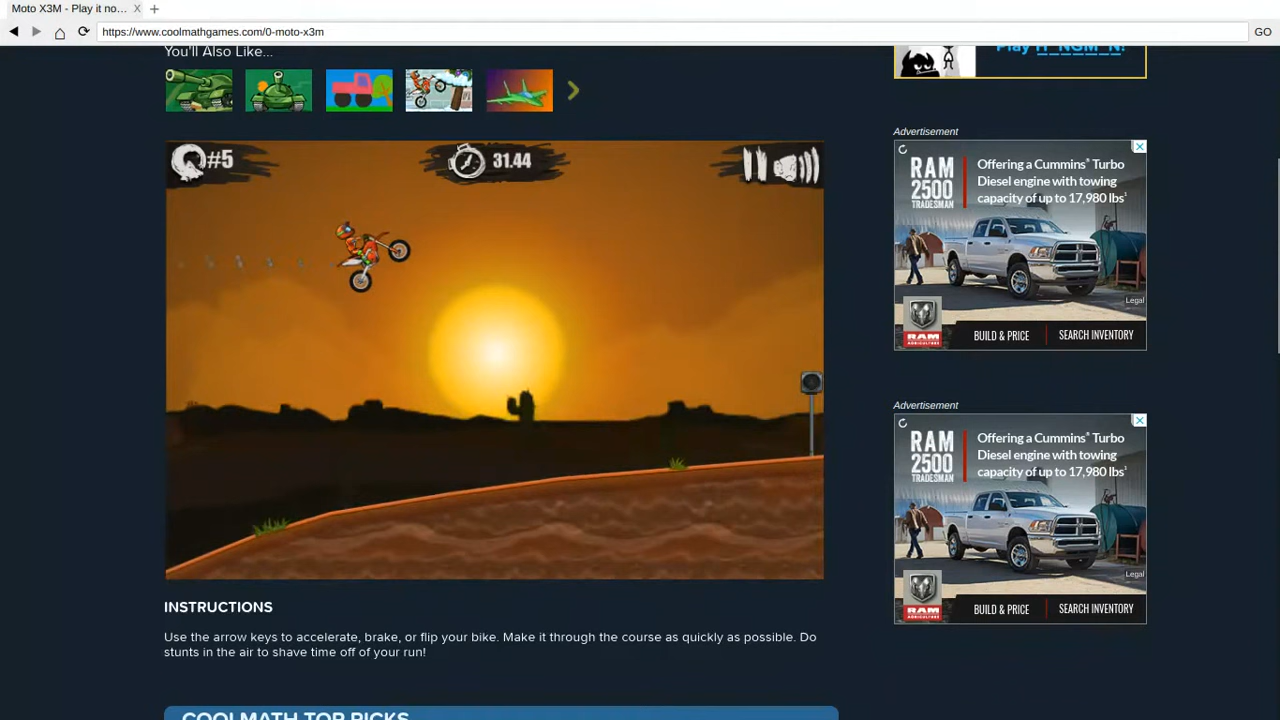 Moto X3M - Play it no... X +
https://www.coolmathgames.com/0-moto-x3m GO
You'll Also Like...
Play H_NGM_N!
#5 31.44
Advertisement
RAM
2500
TRADESMAN
Offering a Cummins® Turbo
Diesel engine with towing
capacity of up to 17,980 lbs¹
Legal
RAM
AGRICULTURE
BUILD & PRICE SEARCH INVENTORY
Advertisement
RAM
2500
TRADESMAN
Offering a Cummins® Turbo
Diesel engine with towing
capacity of up to 17,980 lbs¹
Legal
RAM
AGRICULTURE
BUILD & PRICE SEARCH INVENTORY
INSTRUCTIONS
Use the arrow keys to accelerate, brake, or flip your bike. Make it through the course as quickly as possible. Do
stunts in the air to shave time off of your run!
COOLMATH TOP PICKS